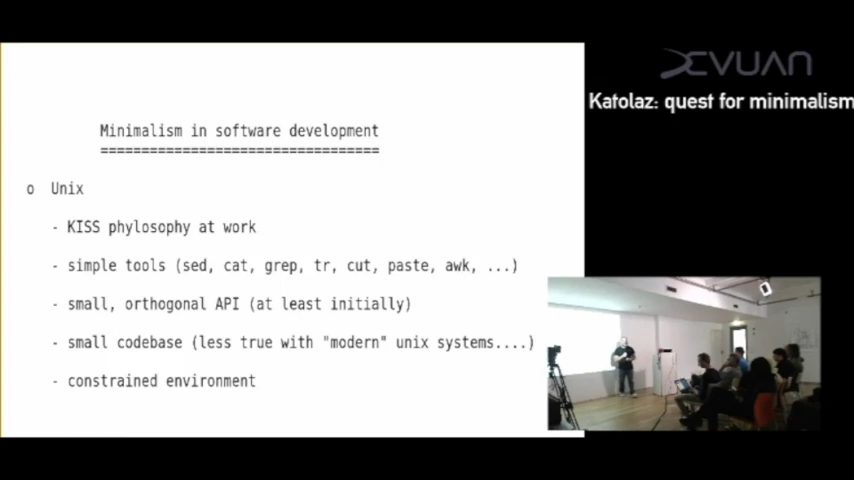 DEVUAN
Katolaz: quest for minimalism
Minimalism in software development
==================================
o Unix
- KISS phylosophy at work
- simple tools (sed, cat, grep, tr, cut, paste, awk, ...)
- small, orthogonal API (at least initially)
- small codebase (less true with "modern" unix systems....)
- constrained environment